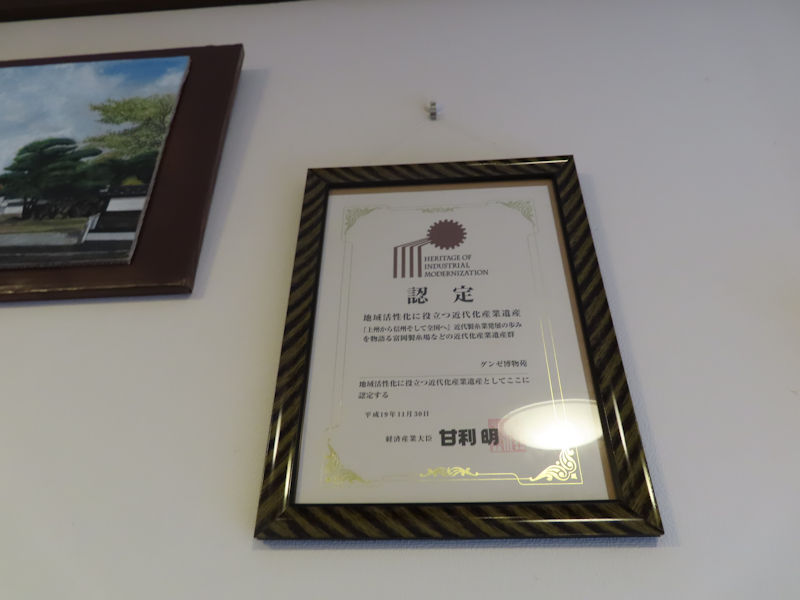 HERITAGE OF
INDUSTRIAL
MODERNIZATION
認定
地域活性化に役立つ近代化産業遺産
『上州から信州そして全国へ』近代製糸業発展の歩み
を物語る富岡製糸場などの近代化産業遺産群
グンゼ博物苑
地域活性化に役立つ近代化産業遺産としてここに
認定する
平成19年11月30日
経済産業大臣 甘利明